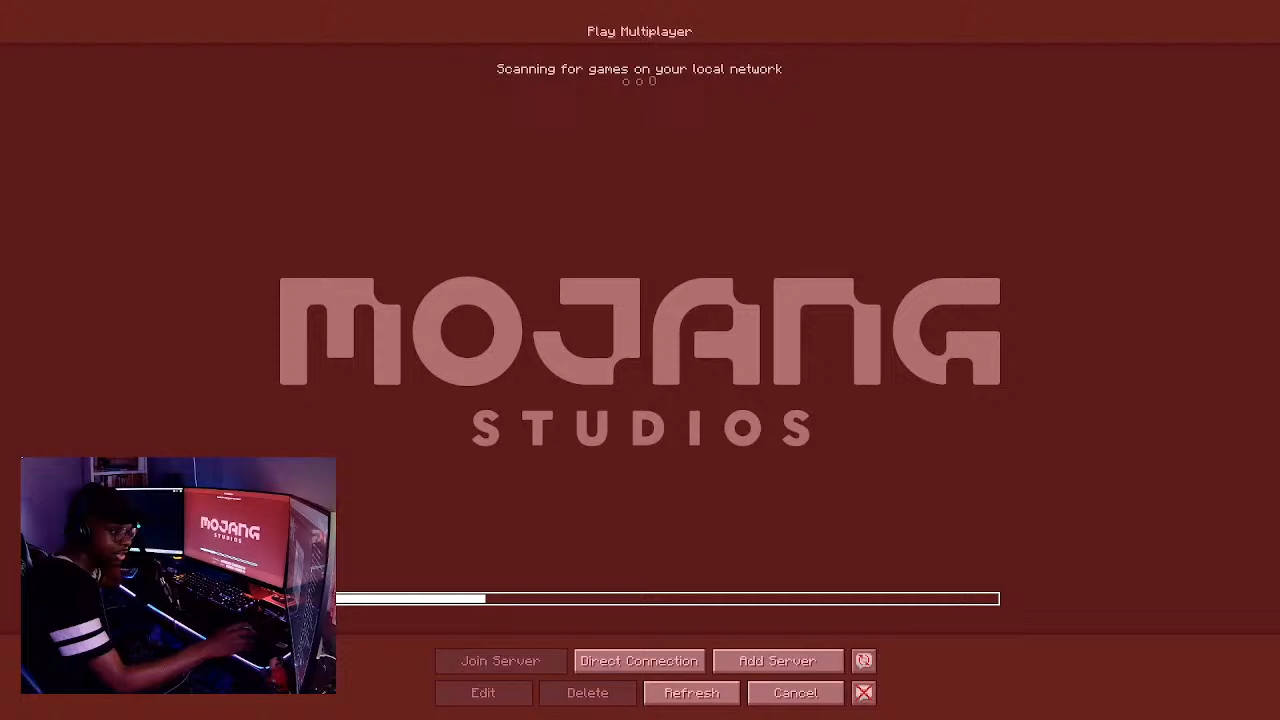 Play Multiplayer
Scanning for games on your local network
o o O
MOJANG
STUDIOS
MOJANG
STUDIOS
Join Server
Direct Connection
Add Server
Edit
Delete
Refresh
Cancel